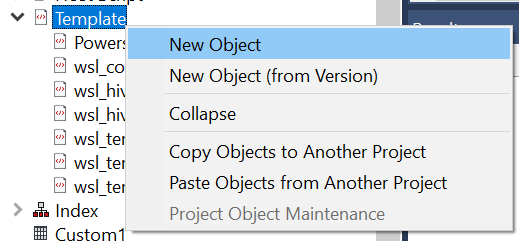 Template
New Object
Powers
New Object (from Version)
wsl_co
wsl_hiv
Collapse
wsl_hiv
wsl_ter
Copy Objects to Another Project
wsl_ter
Paste Objects from Another Project
wsl_ter
Index
Project Object Maintenance
Custom1